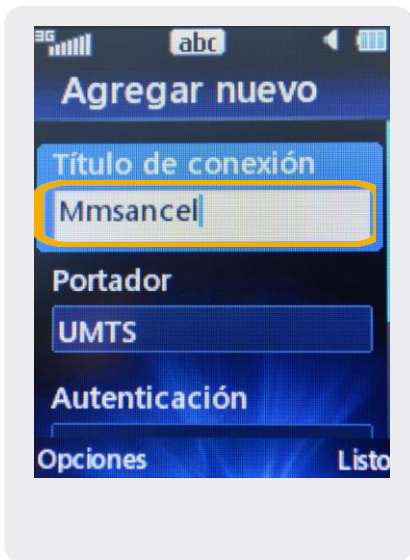 3G
abc
Agregar nuevo
Título de conexión
Mmsancel
Portador
UMTS
Autenticación
Opciones
Listo